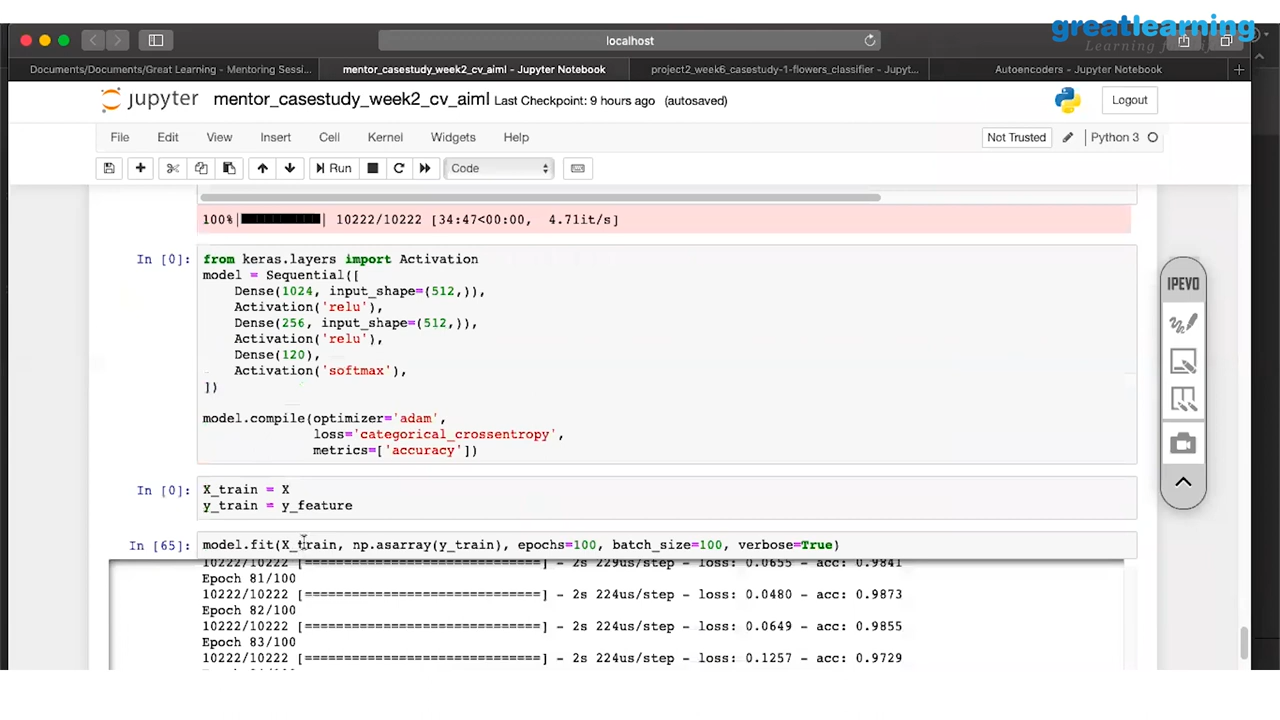 greatlearning
Learning for
localhost
Documents/Documents/Great Learning - Mentoring Sessi...
mentor_casestudy_week2_cv_aiml - Jupyter Notebook
project2_week6_casestudy-1-flowers_classifier - Jupyt...
Autoencoders - Jupyter Notebook
jupyter mentor_casestudy_week2_cv_aiml Last Checkpoint: 9 hours ago (autosaved)
Logout
File Edit View Insert Cell Kernel Widgets Help
Not Trusted
Python 3
Run
Code
100%| | 10222/10222 [34:47<00:00, 4.71it/s]
In [0]: from keras.layers import Activation
model = Sequential([
Dense(1024, input_shape=(512,)),
Activation('relu'),
Dense(256, input_shape=(512,)),
Activation('relu'),
Dense(120),
Activation('softmax'),
])
model.compile(optimizer='adam',
loss='categorical_crossentropy',
metrics=['accuracy'])
In [0]: X_train = X
y_train = y_feature
In [65]: model.fit(X_train, np.asarray(y_train), epochs=100, batch_size=100, verbose=True)
10222/10222 [==============================] - 2s 229us/step - loss: 0.0655 - acc: 0.9841
Epoch 81/100
10222/10222 [==============================] - 2s 224us/step - loss: 0.0480 - acc: 0.9873
Epoch 82/100
10222/10222 [==============================] - 2s 224us/step - loss: 0.0649 - acc: 0.9855
Epoch 83/100
10222/10222 [==============================] - 2s 224us/step - loss: 0.1257 - acc: 0.9729
IPEVO